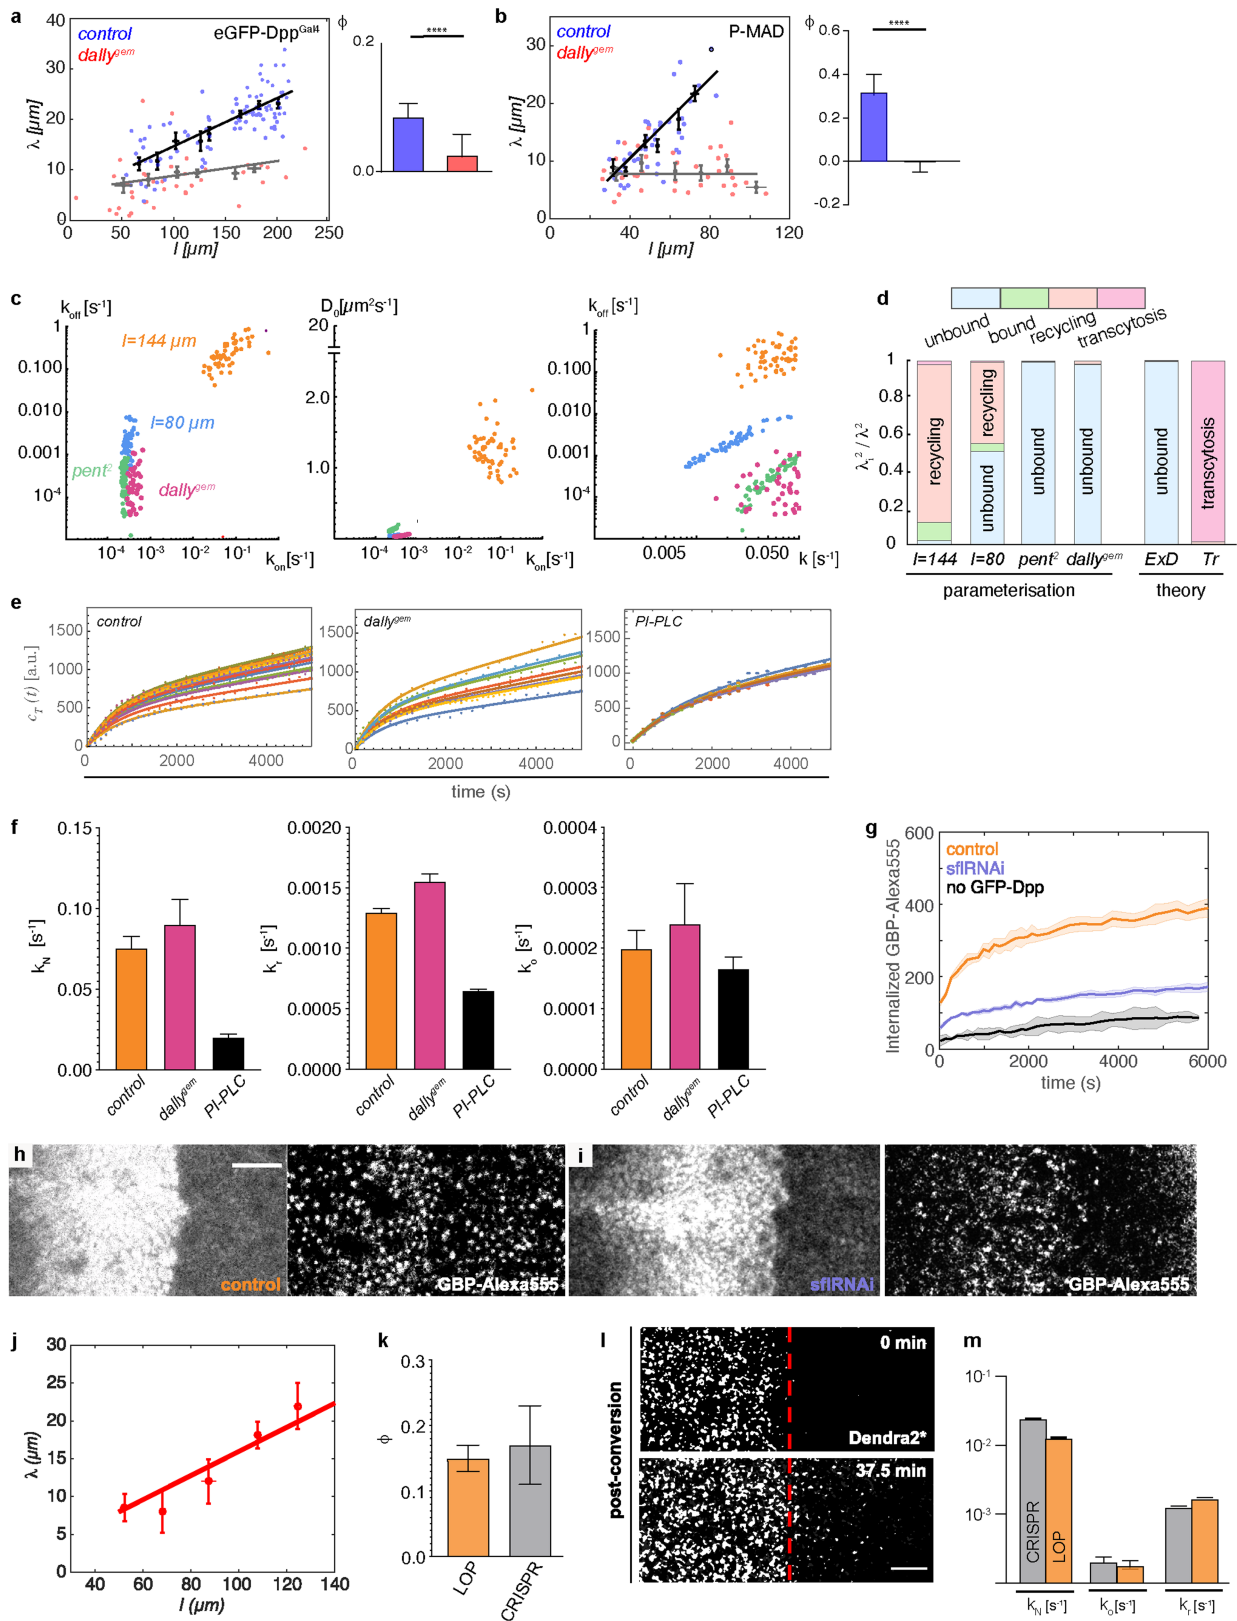 a
control
dally^gem
eGFP-Dpp^Gal4
λ [µm]
40
30
20
10
0
0
50
100
150
200
250
l [µm]
ϕ
0.2
0.0
****
b
control
dally^gem
P-MAD
λ [µm]
30
20
10
0
40
60
80
120
l [µm]
ϕ
0.6
0.4
0.2
0.0
-0.2
****
c
k_off [s⁻¹]
1
0.100
0.010
0.001
10⁻⁴
l=144 µm
l=80 µm
pent²
dally^gem
10⁻⁴
10⁻³
10⁻²
10⁻¹
k_on [s⁻¹]
D₀ [µm²s⁻¹]
20
2.0
1.0
10⁻⁴
10⁻³
10⁻²
10⁻¹
k_on [s⁻¹]
k_off [s⁻¹]
1
0.100
0.010
0.001
10⁻⁴
0.005
0.050
k [s⁻¹]
d
unbound
bound
recycling
transcytosis
λᵢ² / λ²
1
0.8
0.6
0.4
0.2
0
recycling
recycling
unbound
unbound
unbound
unbound
transcytosis
l=144
l=80
pent²
dally^gem
ExD
Tr
parameterisation
theory
e
c_T (t) [a.u.]
control
1500
1000
500
0
0
2000
4000
dally^gem
1500
1000
500
0
0
2000
4000
PI-PLC
1500
1000
500
0
0
2000
4000
time (s)
f
k_N [s⁻¹]
0.15
0.10
0.05
0.00
control
dally^gem
PI-PLC
k_r [s⁻¹]
0.0020
0.0015
0.0010
0.0005
0.0000
control
dally^gem
PI-PLC
k_o [s⁻¹]
0.0004
0.0003
0.0002
0.0001
0.0000
control
dally^gem
PI-PLC
g
Internalized GBP-Alexa555
600
400
200
0
control
sflRNAi
no GFP-Dpp
0
2000
4000
6000
time (s)
h
control
GBP-Alexa555
i
sflRNAi
GBP-Alexa555
j
λ (µm)
30
25
20
15
10
5
0
40
60
80
100
120
140
l (µm)
k
ϕ
0.3
0.2
0.1
0.0
LOP
CRISPR
l
post-conversion
0 min
Dendra2*
37.5 min
m
10⁻¹
10⁻²
10⁻³
CRISPR
LOP
k_N [s⁻¹]
k_o [s⁻¹]
k_r [s⁻¹]